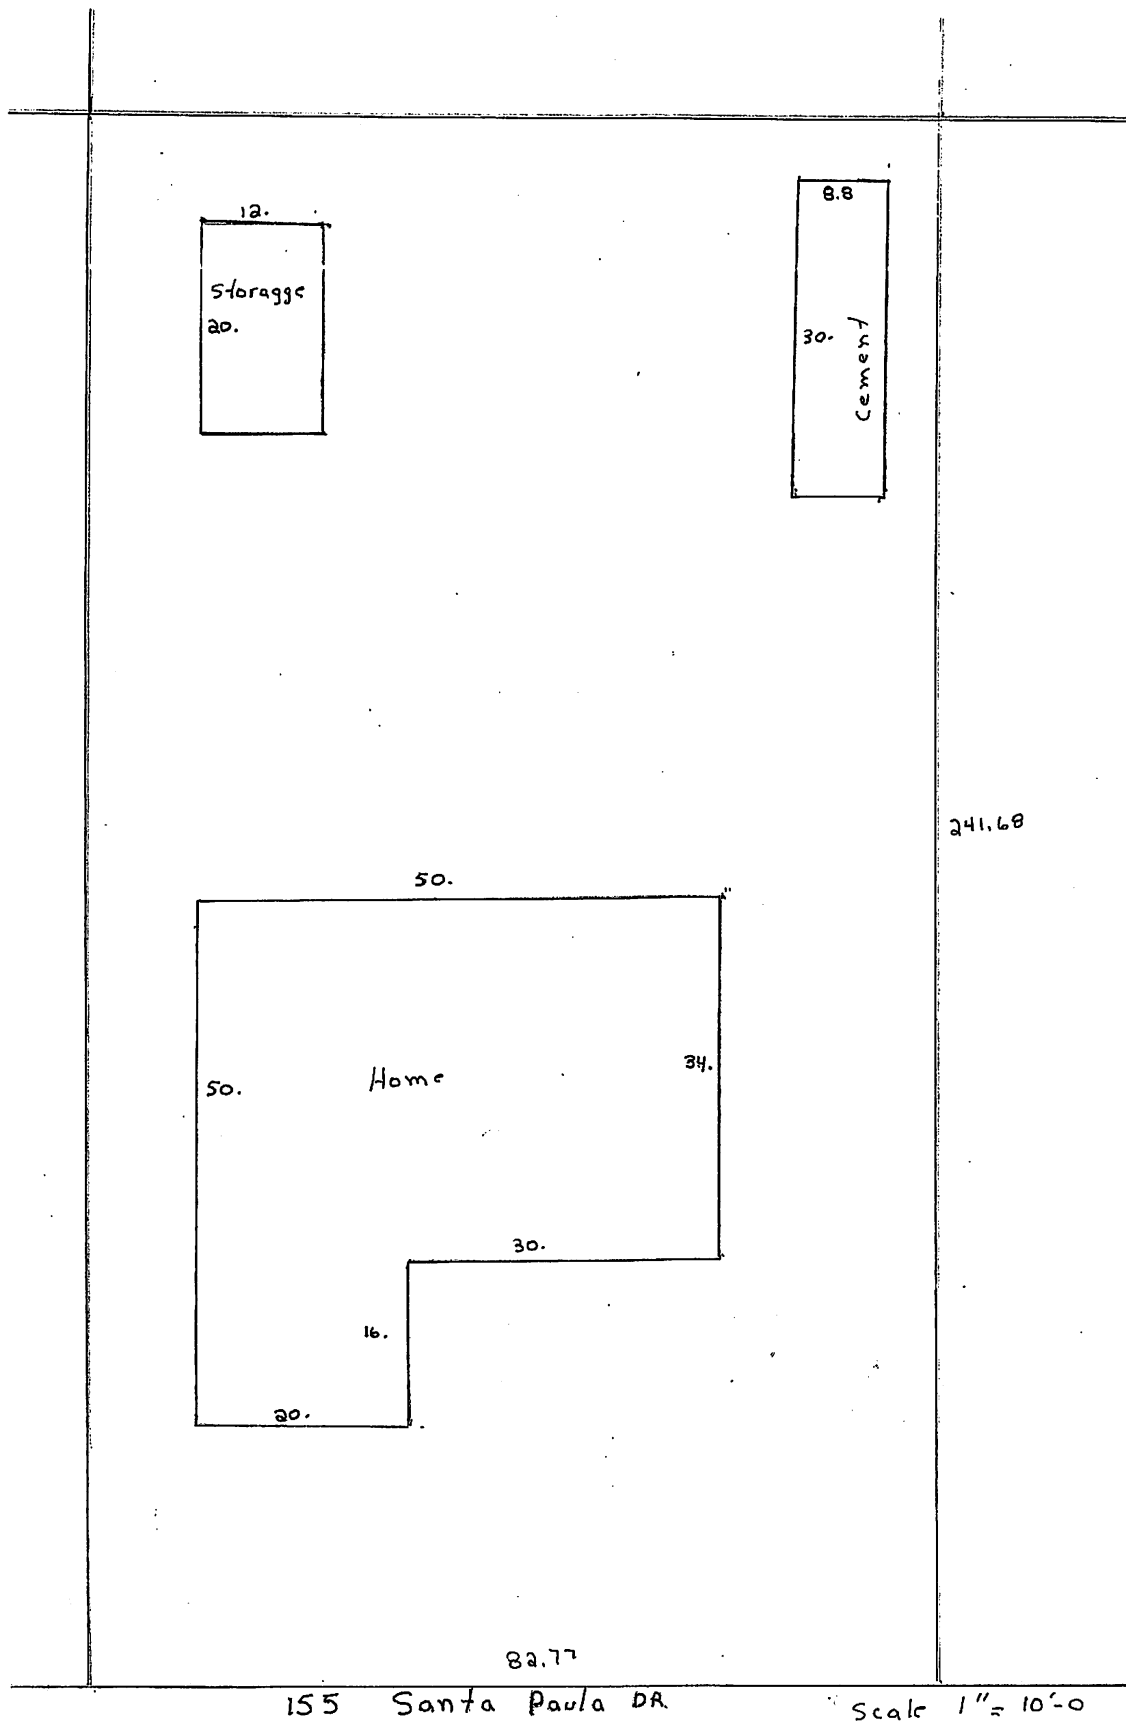 12.
Storagge
20.
8.8
30.
Cement
241.68
50.
50.
Home
34.
30.
16.
20.
82.77
155 Santa Paula DR.
Scale 1"= 10'-0